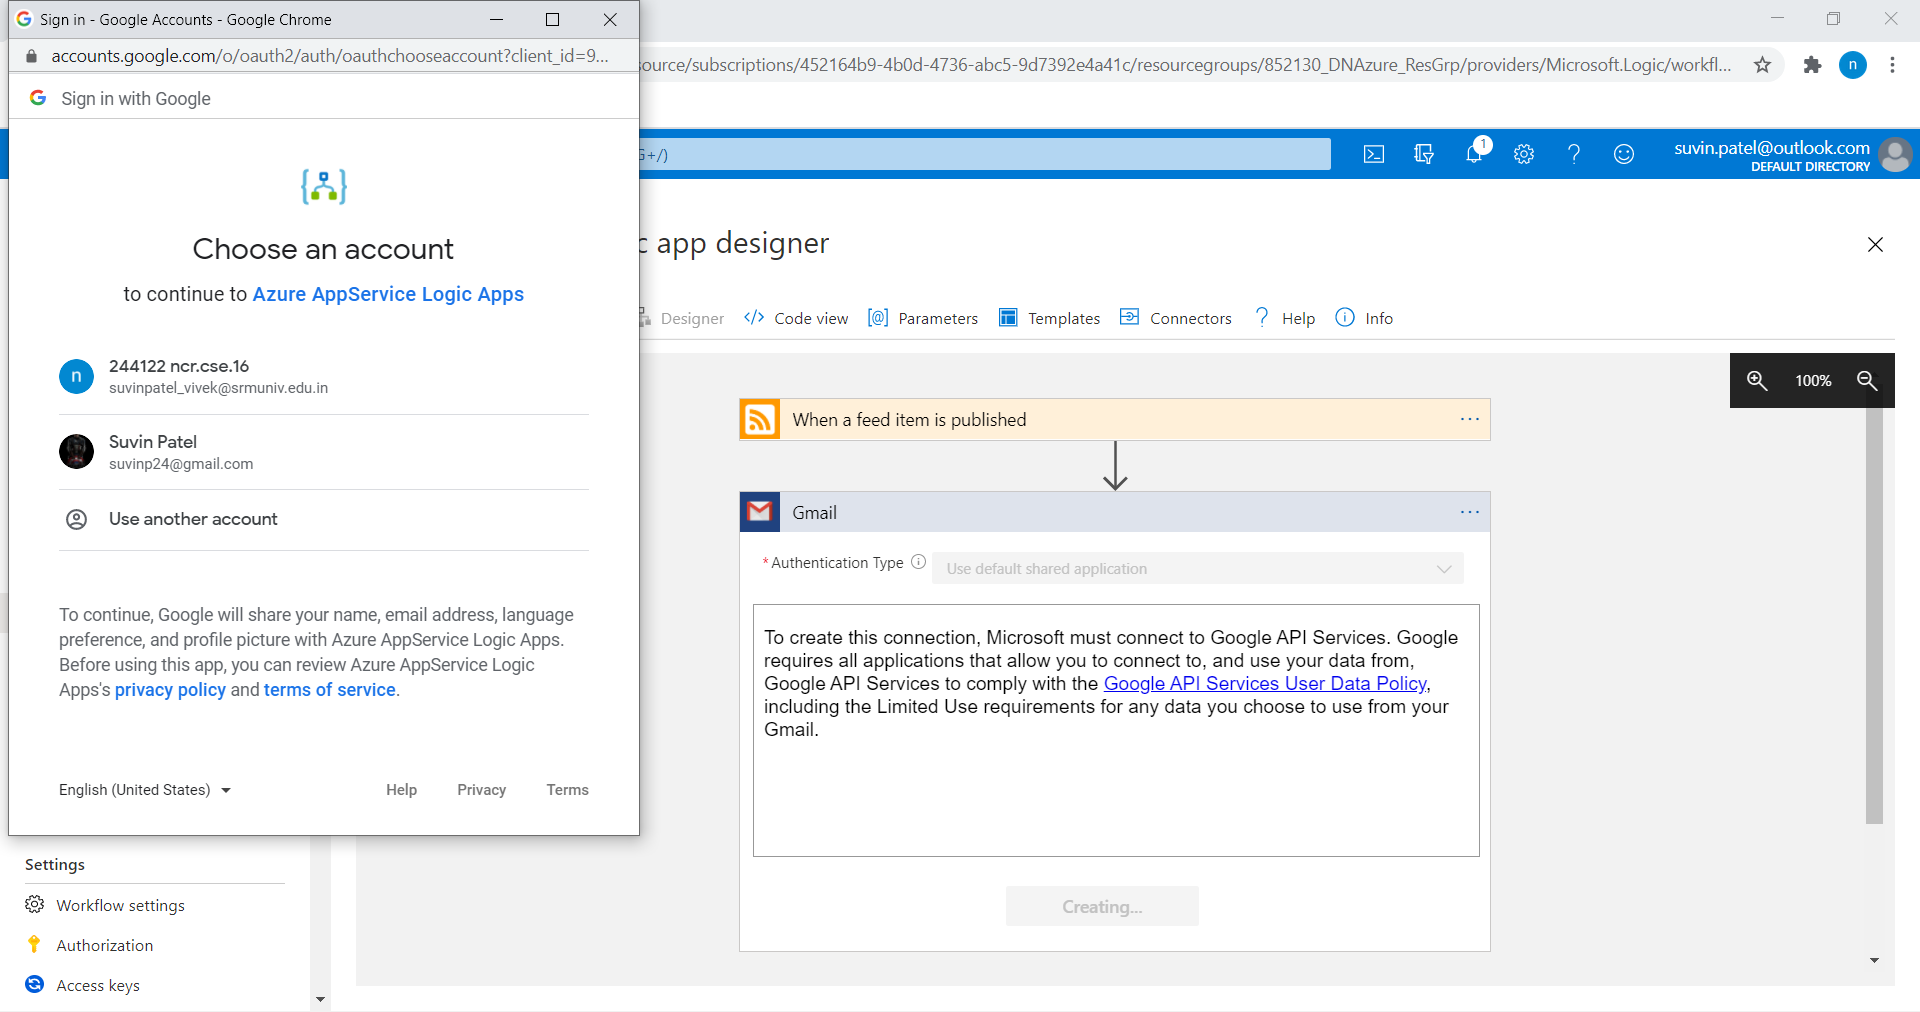 Sign in - Google Accounts - Google Chrome
accounts.google.com/o/oauth2/auth/oauthchooseaccount?client_id=9...
Sign in with Google
Choose an account
to continue to Azure AppService Logic Apps
n
244122 ncr.cse.16
suvinpatel_vivek@srmuniv.edu.in
Suvin Patel
suvinp24@gmail.com
Use another account
To continue, Google will share your name, email address, language
preference, and profile picture with Azure AppService Logic Apps.
Before using this app, you can review Azure AppService Logic
Apps's privacy policy and terms of service.
English (United States)
Help
Privacy
Terms
ource/subscriptions/452164b9-4b0d-4736-abc5-9d7392e4a41c/resourcegroups/852130_DNAzure_ResGrp/providers/Microsoft.Logic/workfl...
n
G+/)
1
suvin.patel@outlook.com
DEFAULT DIRECTORY
c app designer
Designer
Code view
Parameters
Templates
Connectors
Help
Info
100%
When a feed item is published
Gmail
* Authentication Type
Use default shared application
To create this connection, Microsoft must connect to Google API Services. Google
requires all applications that allow you to connect to, and use your data from,
Google API Services to comply with the Google API Services User Data Policy,
including the Limited Use requirements for any data you choose to use from your
Gmail.
Creating...
Settings
Workflow settings
Authorization
Access keys